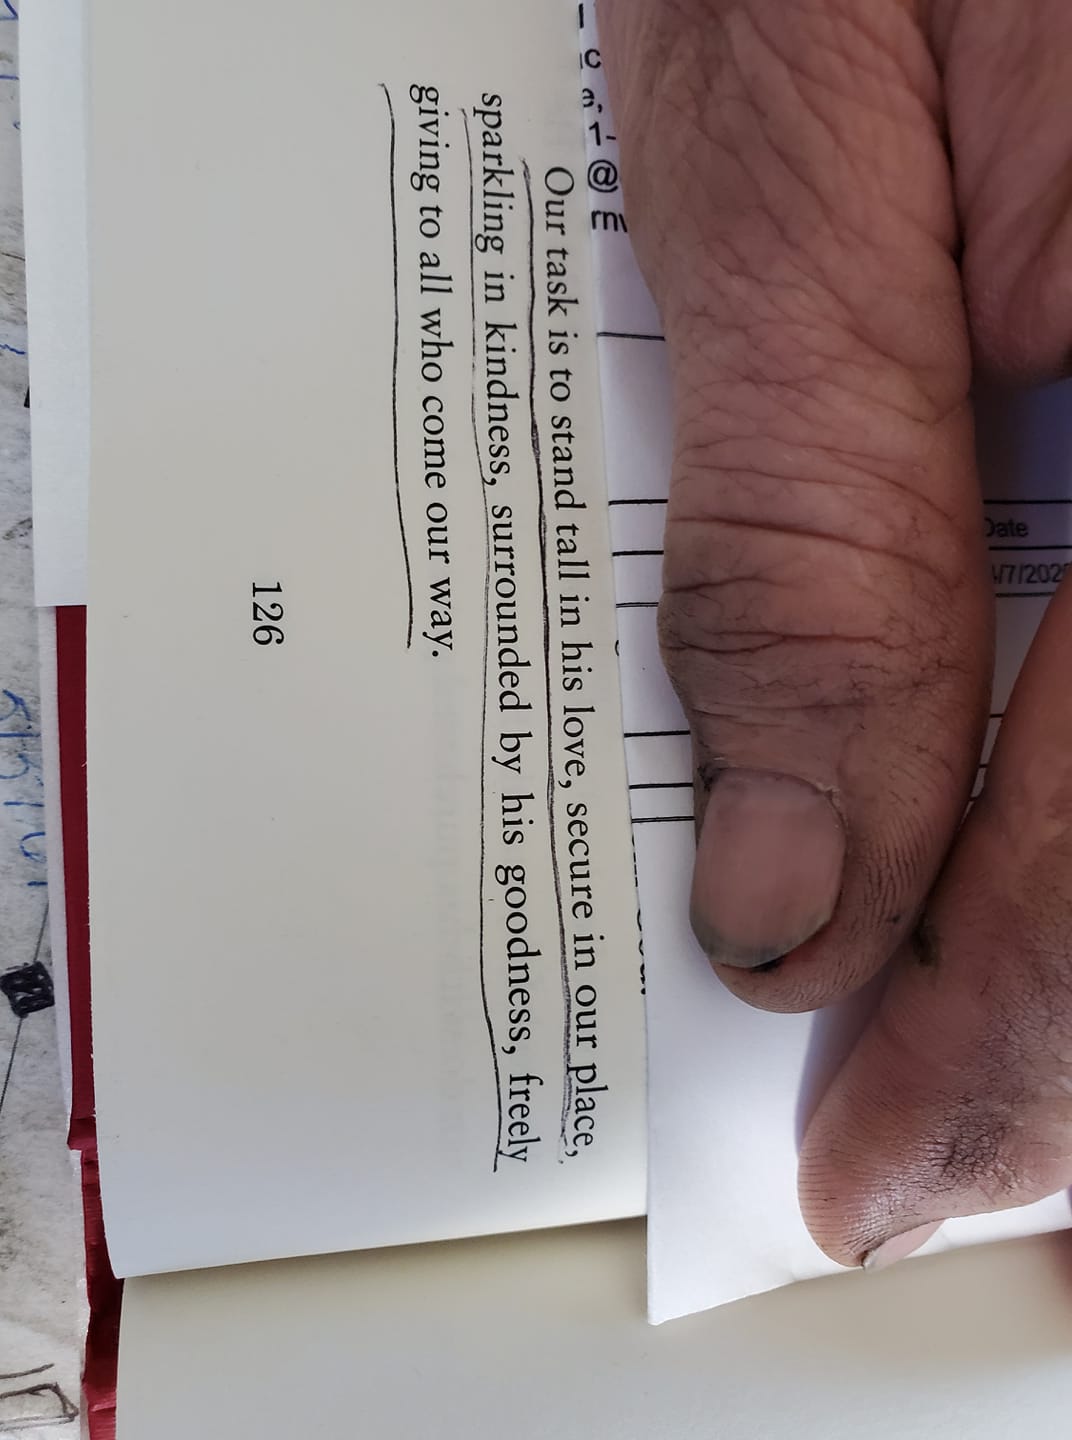 Our task is to stand tall in his love, secure in our place,
sparkling in kindness, surrounded by his goodness, freely
giving to all who come our way.
126
Date